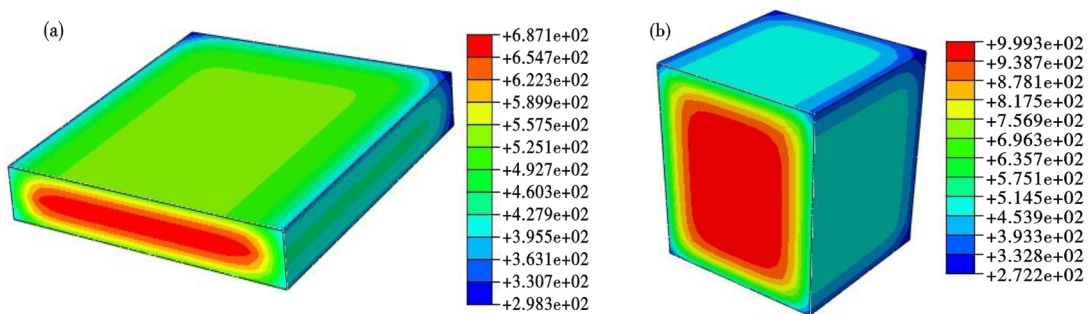 (a)
+6.871e+02
+6.547e+02
+6.223e+02
+5.899e+02
+5.575e+02
+5.251e+02
+4.927e+02
+4.603e+02
+4.279e+02
+3.955e+02
+3.631e+02
+3.307e+02
+2.983e+02
(b)
+9.993e+02
+9.387e+02
+8.781e+02
+8.175e+02
+7.569e+02
+6.963e+02
+6.357e+02
+5.751e+02
+5.145e+02
+4.539e+02
+3.933e+02
+3.328e+02
+2.722e+02